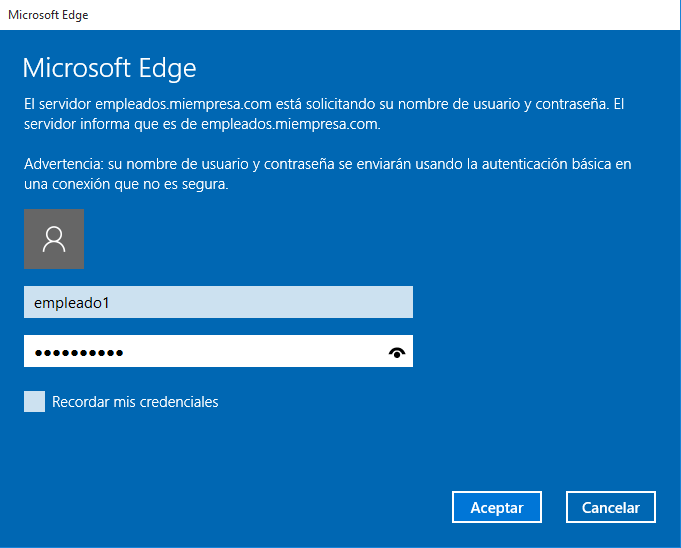 Microsoft Edge
Microsoft Edge
El servidor empleados.miempresa.com está solicitando su nombre de usuario y contraseña. El
servidor informa que es de empleados.miempresa.com.
Advertencia: su nombre de usuario y contraseña se enviarán usando la autenticación básica en
una conexión que no es segura.
empleado1
●●●●●●●●●●
Recordar mis credenciales
Aceptar
Cancelar